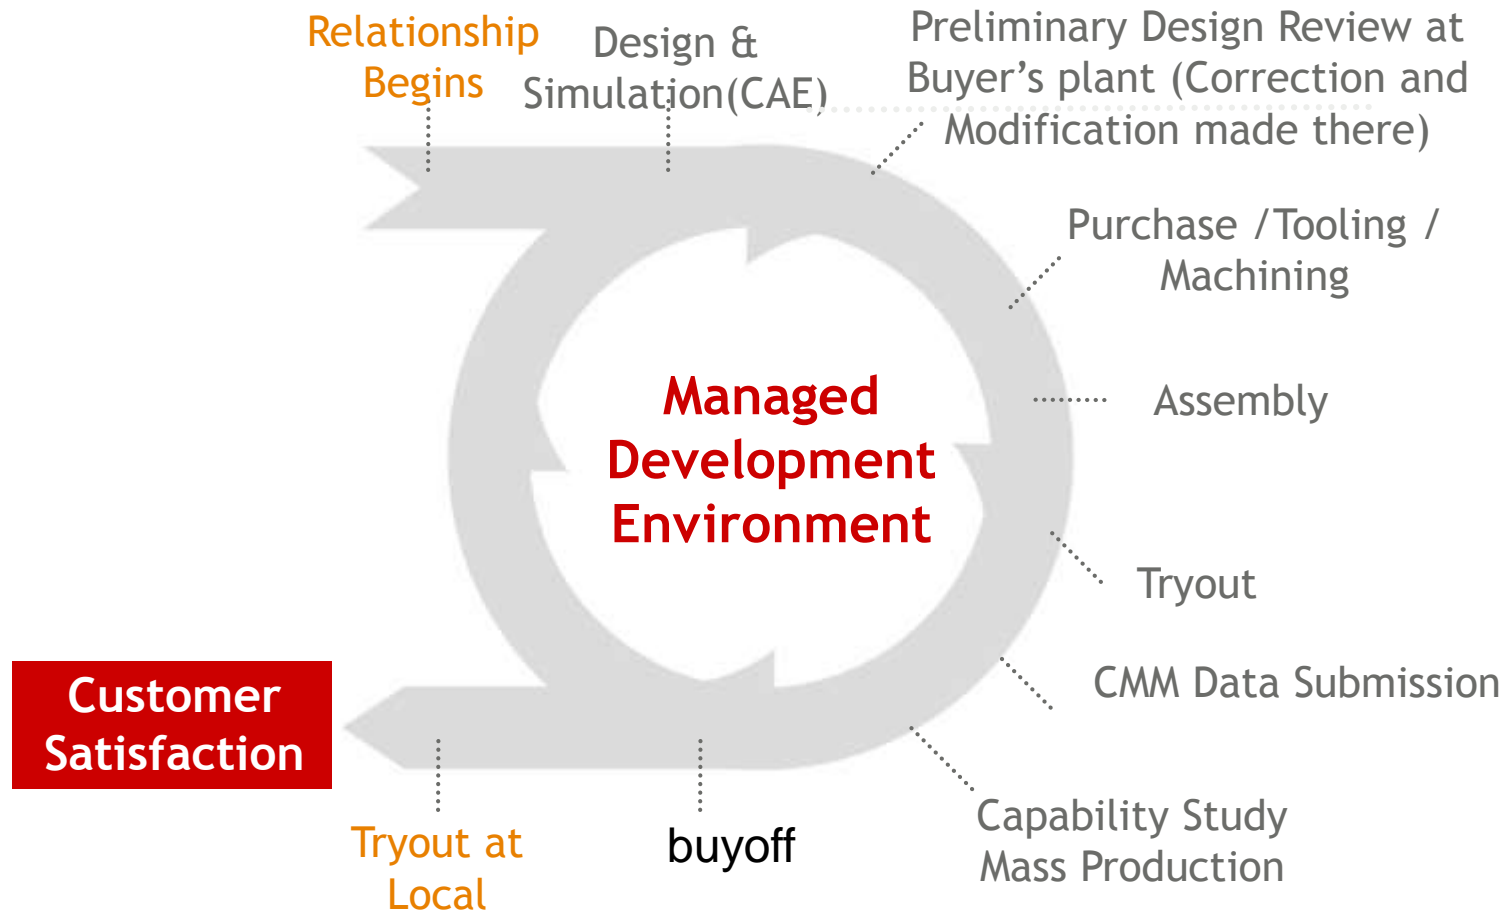 Relationship
Begins
Design &
Simulation(CAE)
Preliminary Design Review at
Buyer’s plant (Correction and
Modification made there)
Purchase /Tooling /
Machining
Assembly
Managed
Development
Environment
Tryout
CMM Data Submission
Capability Study
Mass Production
buyoff
Tryout at
Local
Customer
Satisfaction